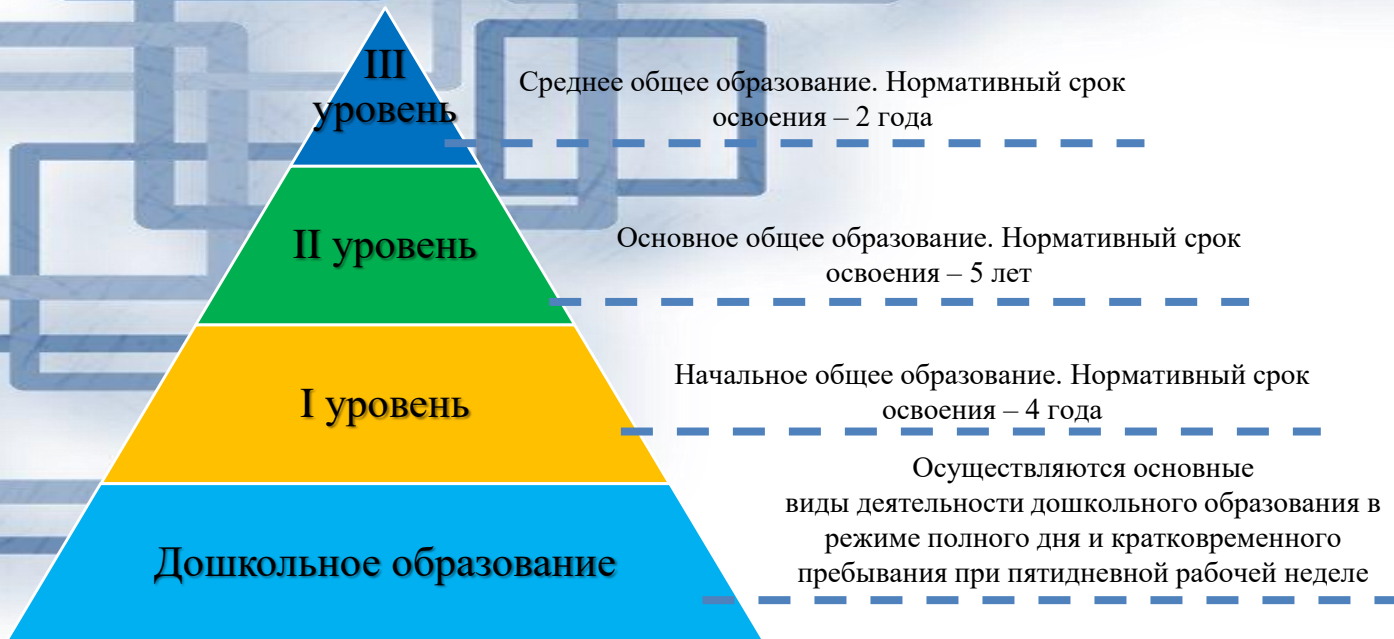 III
уровень
Среднее общее образование. Нормативный срок
освоения – 2 года
II уровень
Основное общее образование. Нормативный срок
освоения – 5 лет
I уровень
Начальное общее образование. Нормативный срок
освоения – 4 года
Дошкольное образование
Осуществляются основные
виды деятельности дошкольного образования в
режиме полного дня и кратковременного
пребывания при пятидневной рабочей неделе